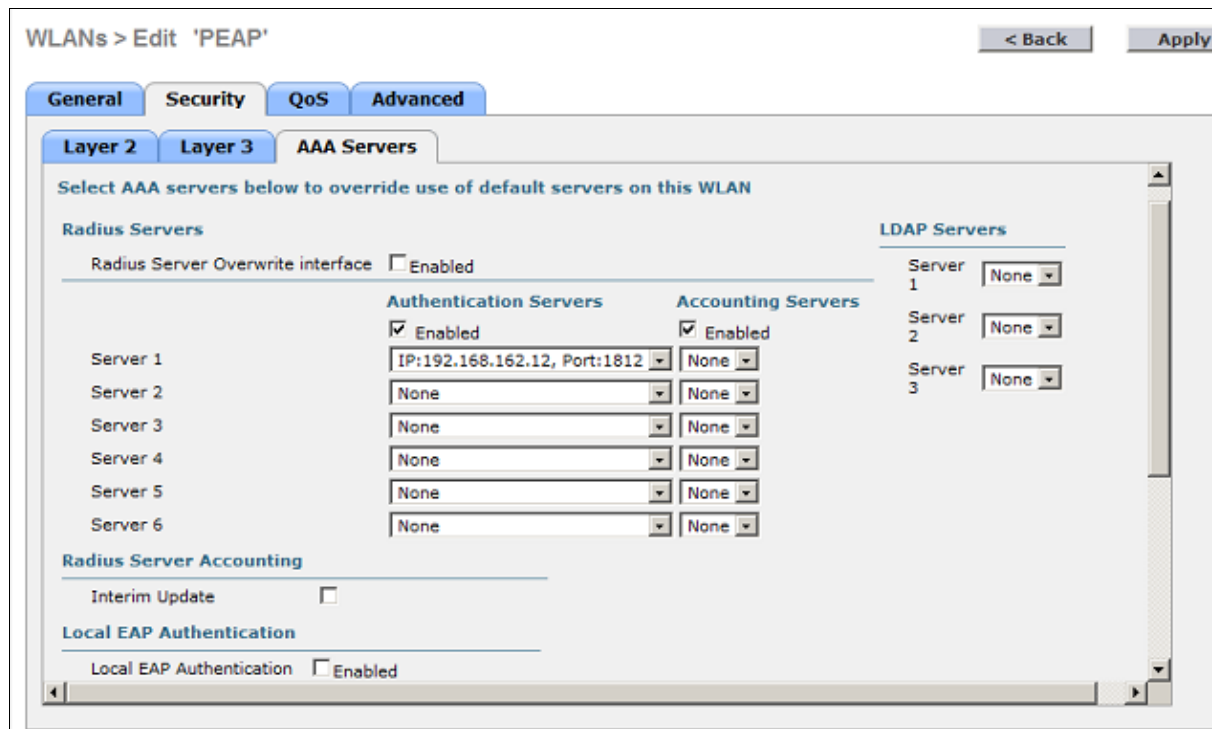 WLANs > Edit 'PEAP'
< Back
Apply
General
Security
QoS
Advanced
Layer 2
Layer 3
AAA Servers
Select AAA servers below to override use of default servers on this WLAN
Radius Servers
LDAP Servers
Radius Server Overwrite interface Enabled
Server 1 None
Server 2 None
Server 3 None
Authentication Servers Accounting Servers
Enabled Enabled
Server 1 IP:192.168.162.12, Port:1812 None
Server 2 None None
Server 3 None None
Server 4 None None
Server 5 None None
Server 6 None None
Radius Server Accounting
Interim Update
Local EAP Authentication
Local EAP Authentication Enabled